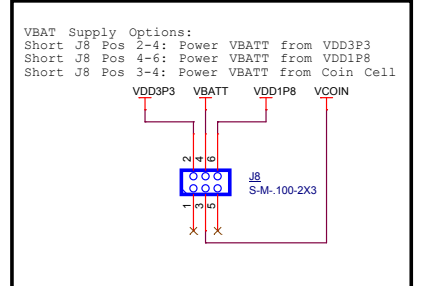 VBAT Supply Options:
Short J8 Pos 2-4: Power VBATT from VDD3P3
Short J8 Pos 4-6: Power VBATT from VDD1P8
Short J8 Pos 3-4: Power VBATT from Coin Cell
VDD3P3 VBATT VDD1P8 VCOIN
2 4 6
J8
S-M-.100-2X3
1 3 5